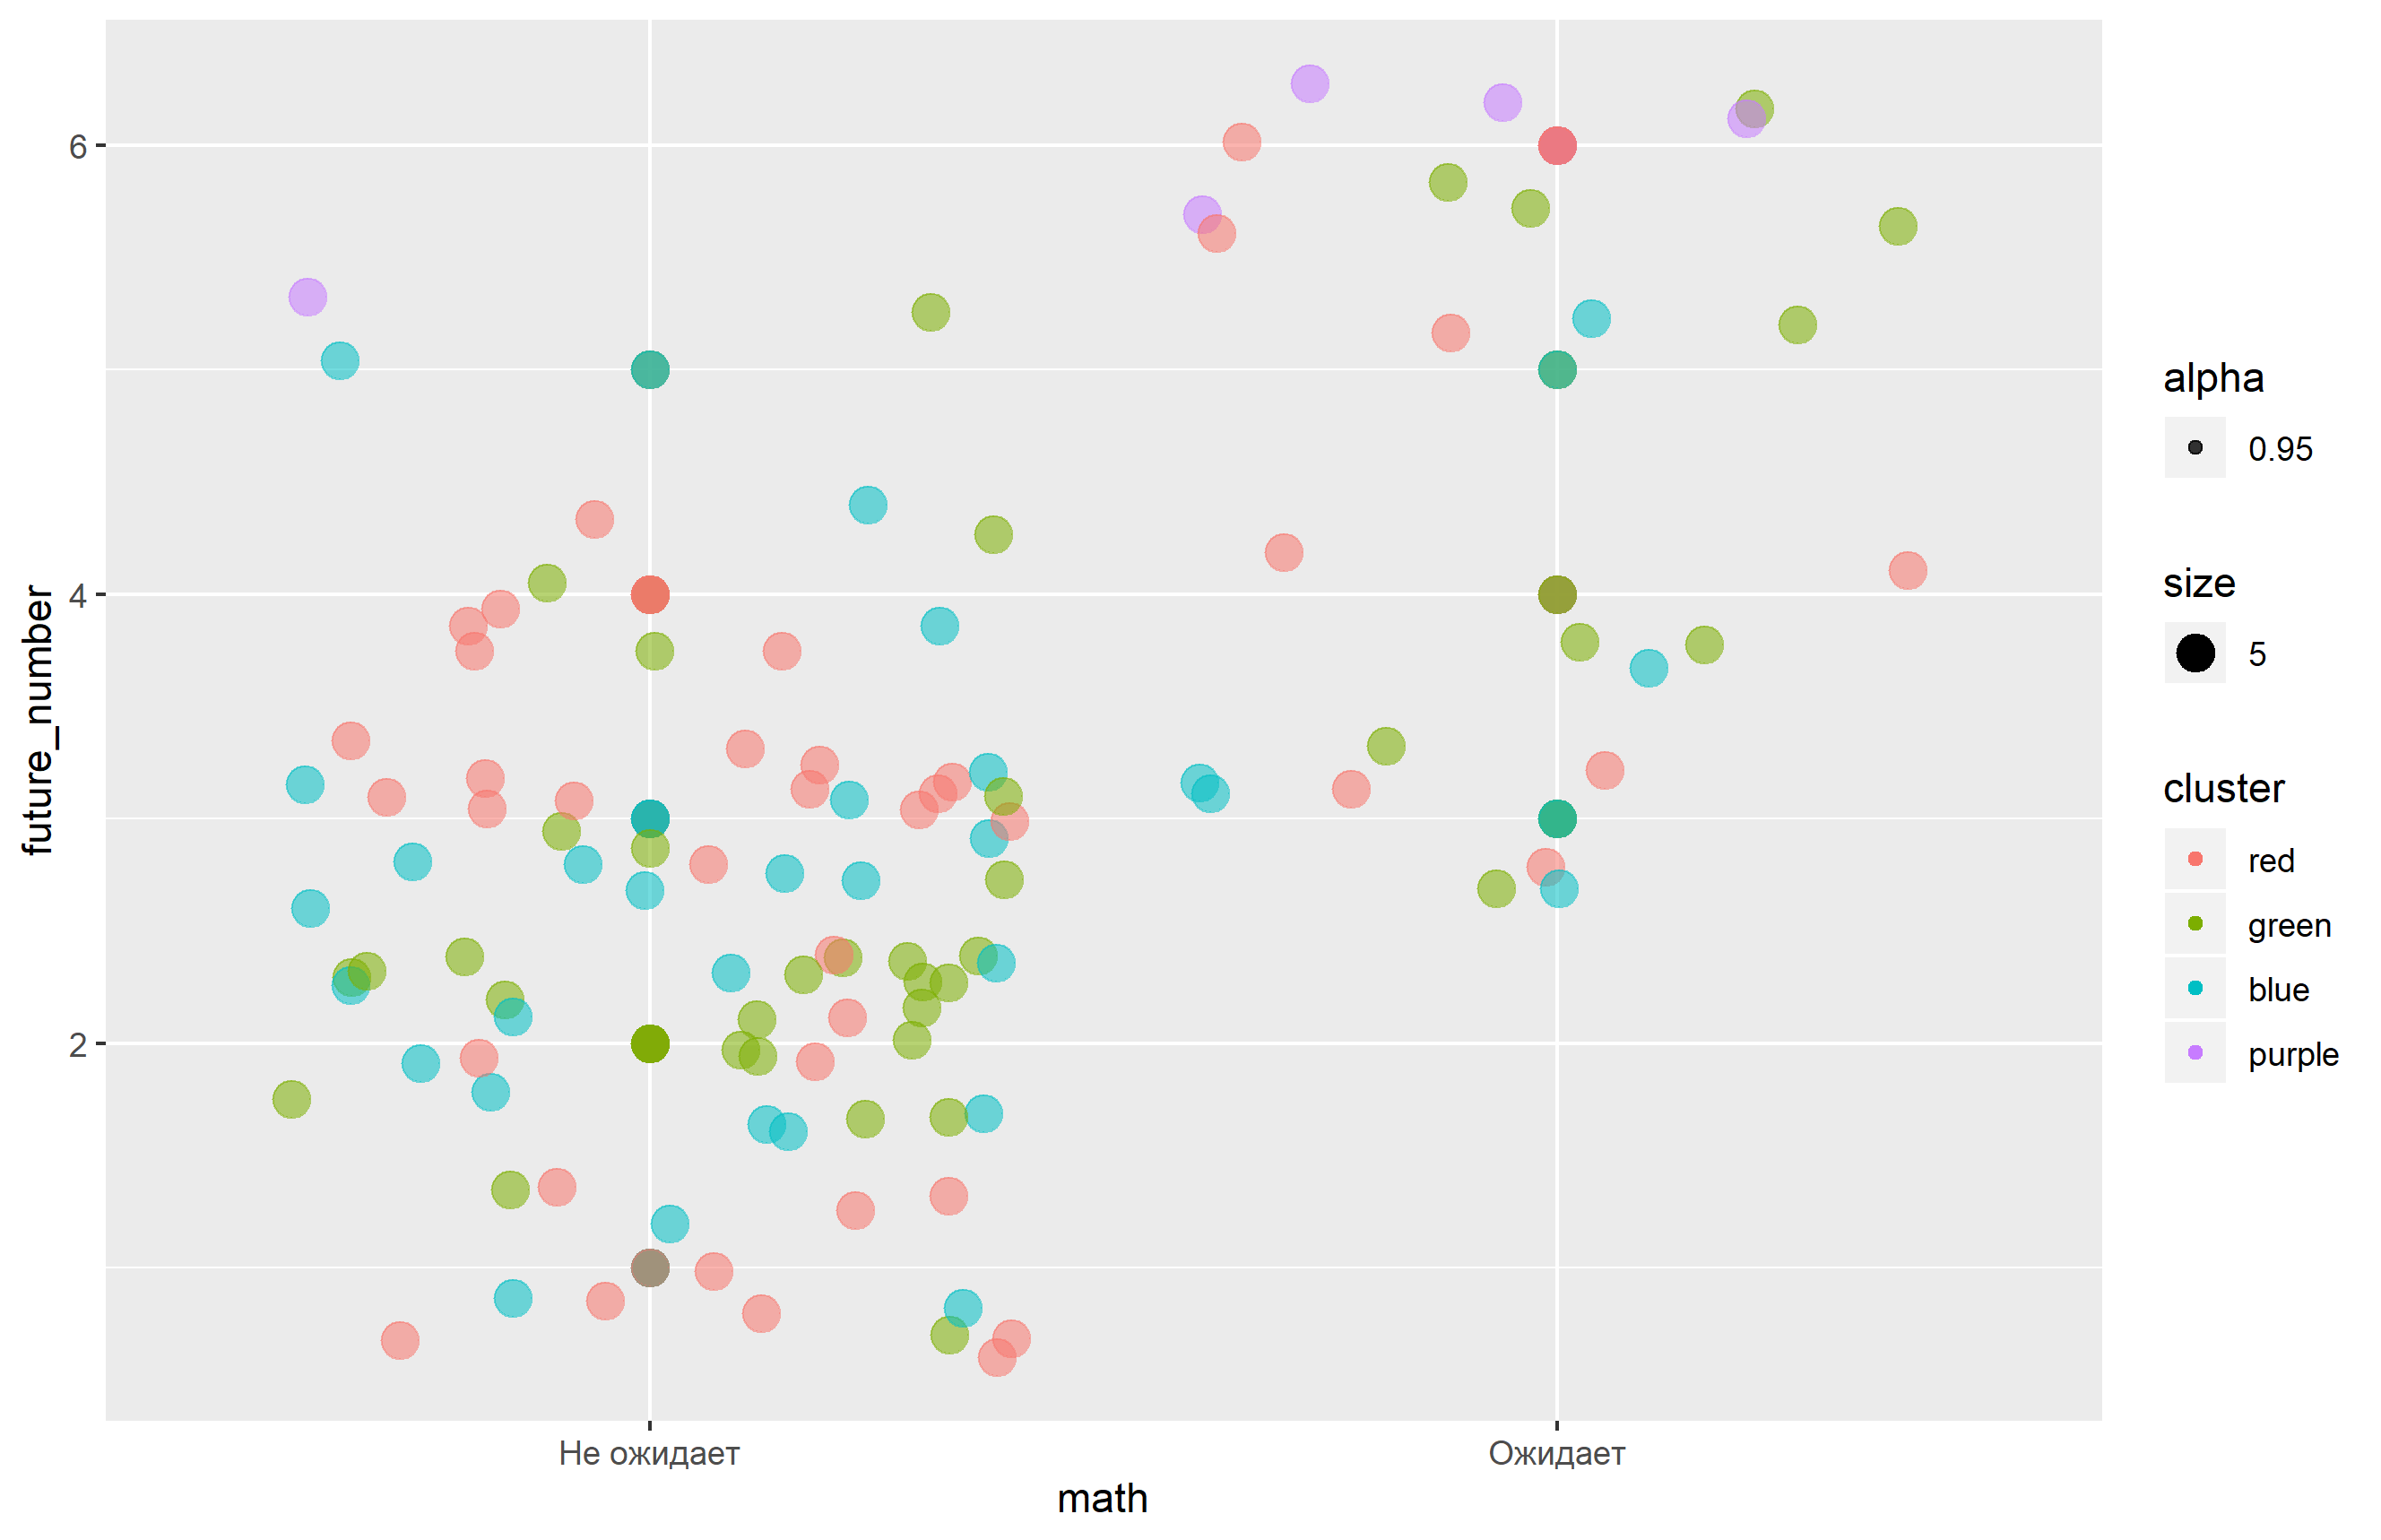 6
4
2
future_number
Не ожидает
Ожидает
math
alpha
0.95
size
5
cluster
red
green
blue
purple